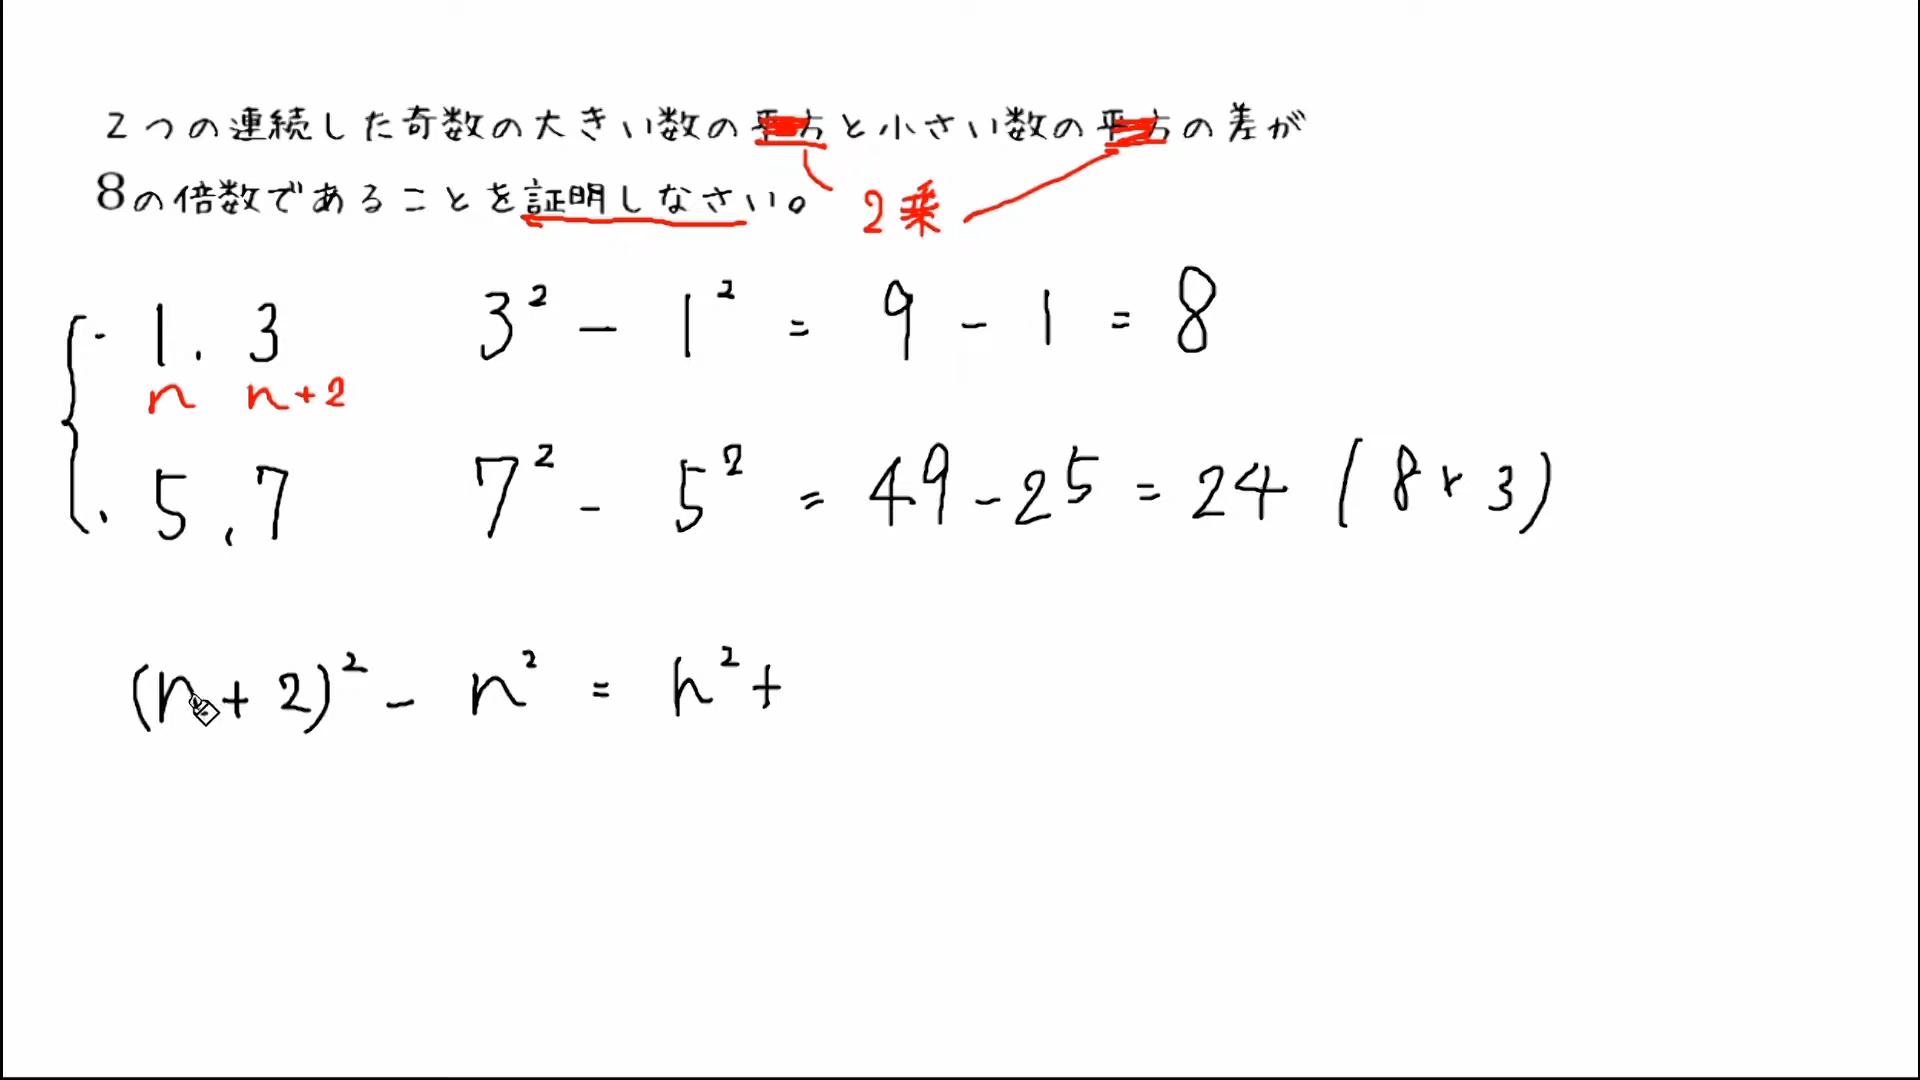 2つの連続した奇数の大きい数の平方と小さい数の平方の差が
8の倍数であることを証明しなさい。
2乗
1. 3 3² - 1² = 9 - 1 = 8
n n+2
5, 7 7² - 5² = 49 - 25 = 24 (8×3)
(n+2)² - n² = n² +